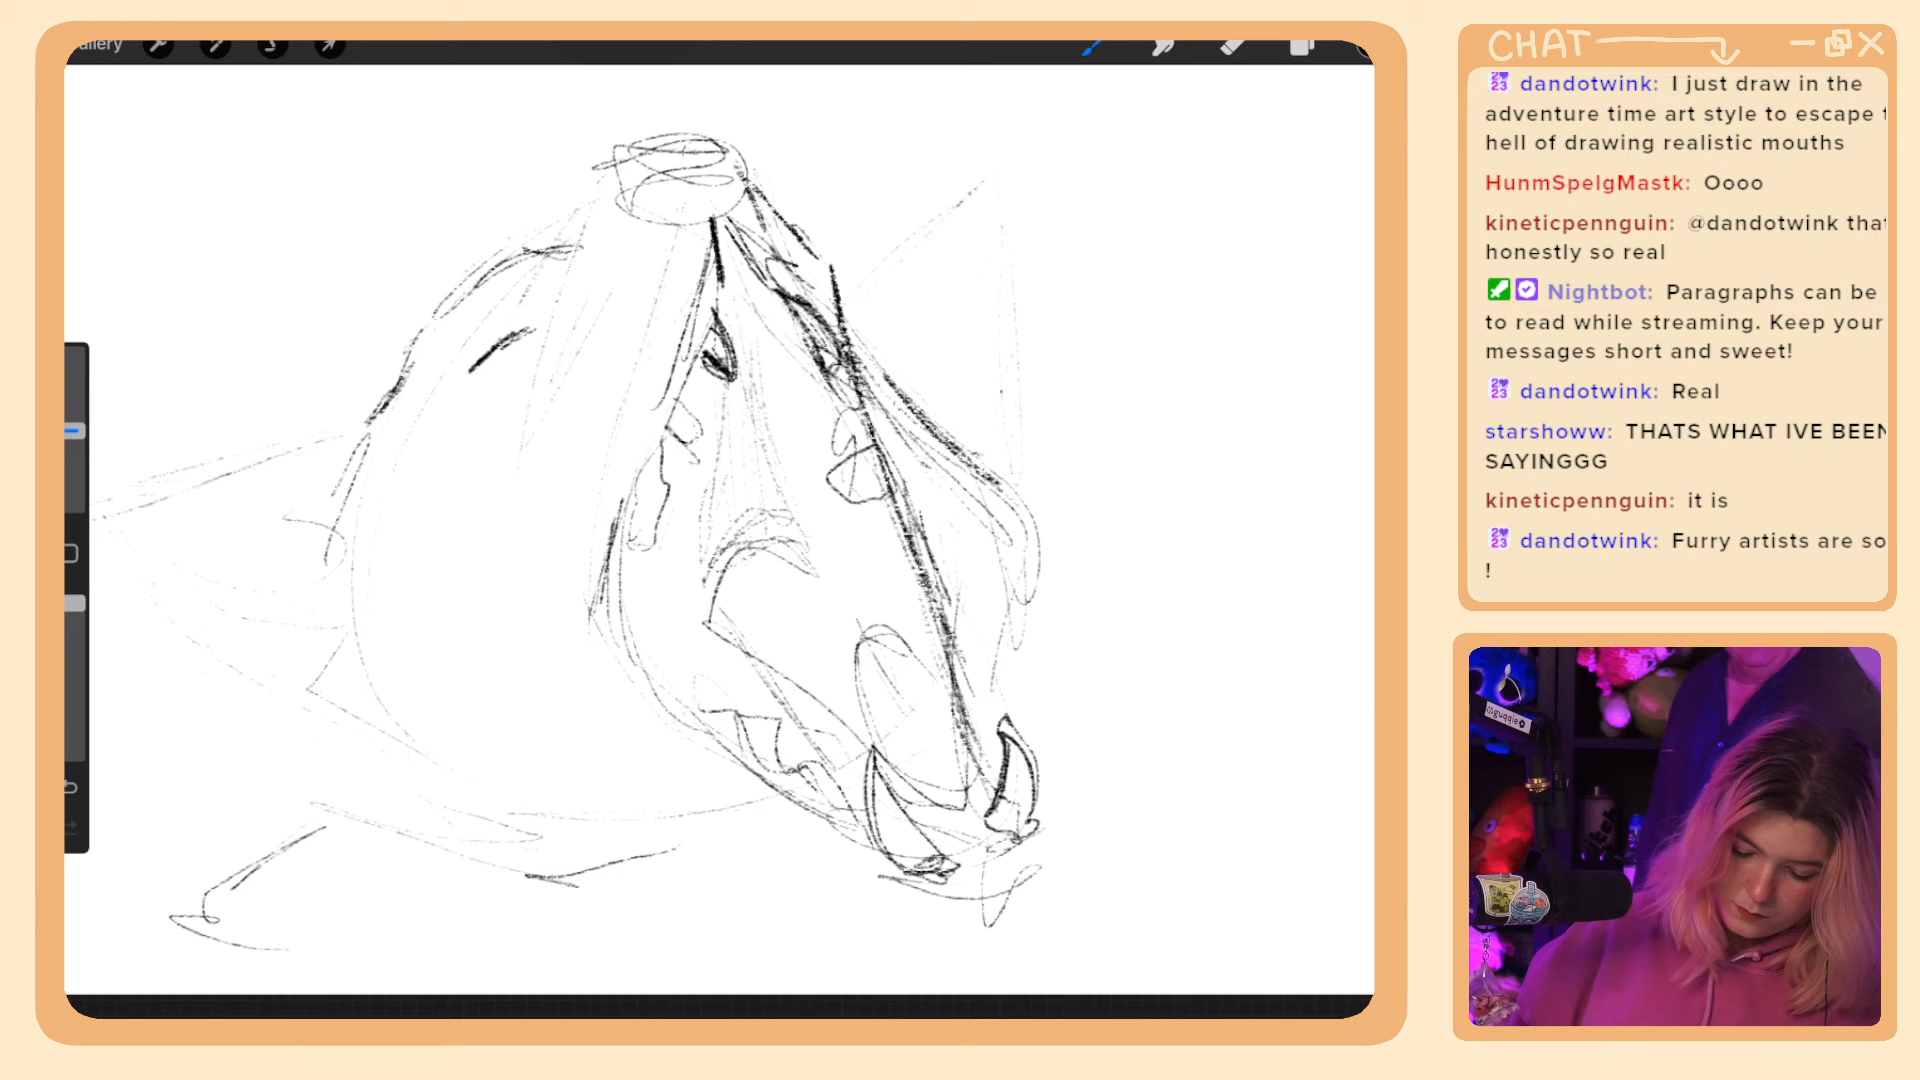 CHAT
dandotwink: I just draw in the
adventure time art style to escape
hell of drawing realistic mouths
HunmSpelgMastk: Oooo
kineticpennguin: @dandotwink
honestly so real
Nightbot: Paragraphs can be
to read while streaming. Keep your
messages short and sweet!
dandotwink: Real
starshoww: THATS WHAT IVE
SAYINGGG
kineticpennguin: it is
dandotwink: Furry artists are so
!
@guqqie